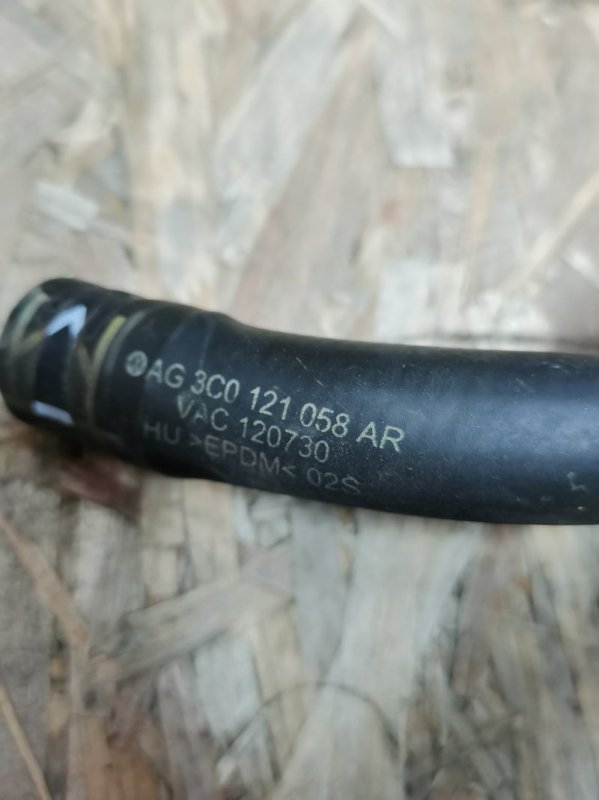 AG 3C0 121 058 AR
VAC 120730
HU >EPDM< 02S